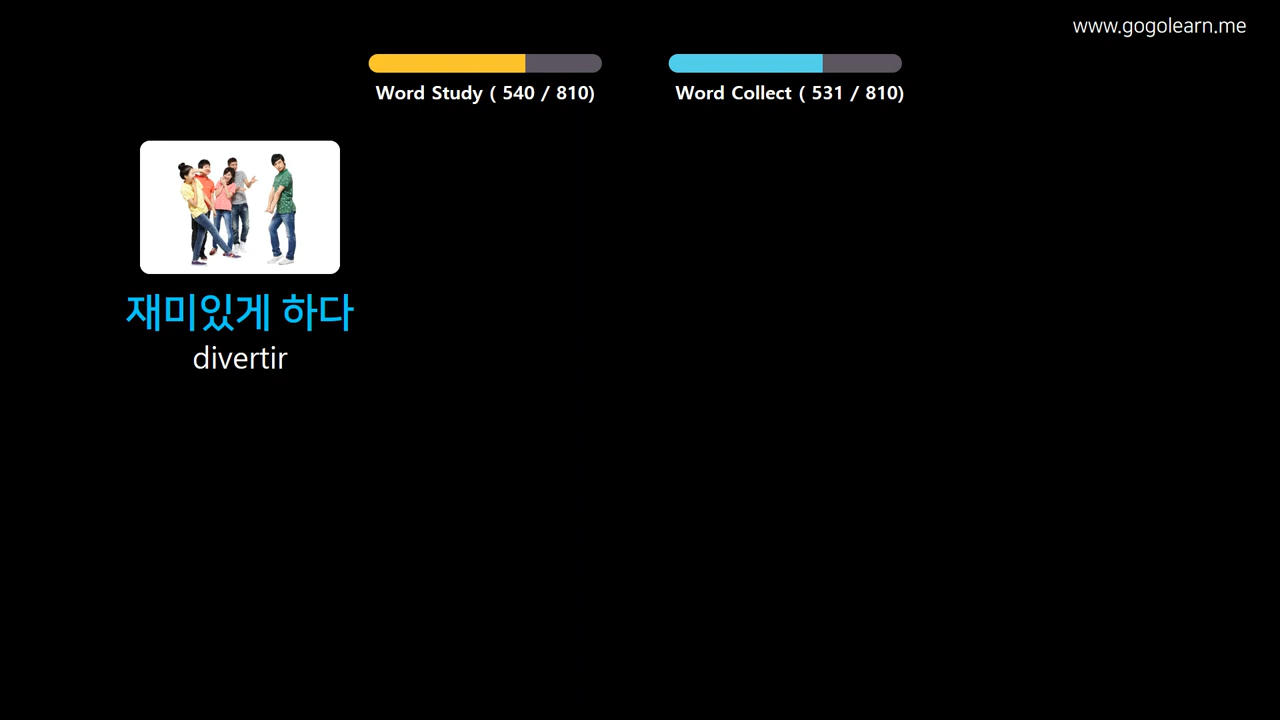 www.gogolearn.me
Word Study ( 540 / 810)
Word Collect ( 531 / 810)
재미있게 하다
divertir